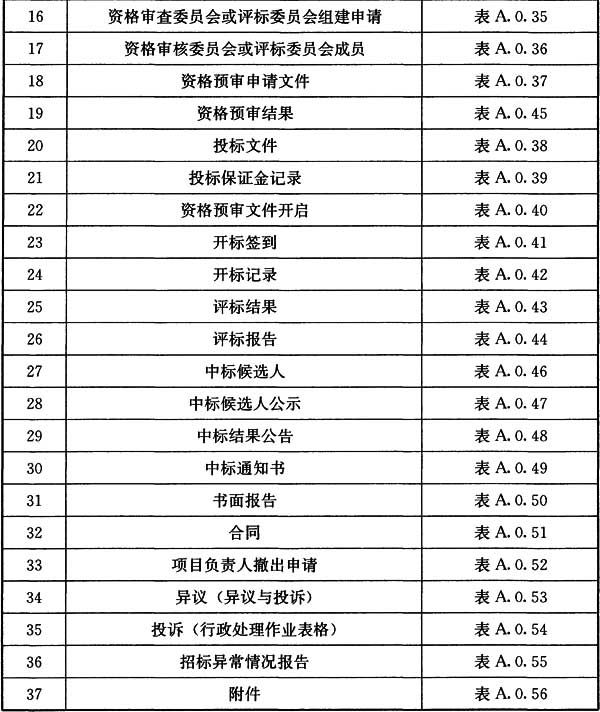 16 资格审查委员会或评标委员会组建申请 表 A.0.35
17 资格审核委员会或评标委员会成员 表 A.0.36
18 资格预审申请文件 表 A.0.37
19 资格预审结果 表 A.0.45
20 投标文件 表 A.0.38
21 投标保证金记录 表 A.0.39
22 资格预审文件开启 表 A.0.40
23 开标签到 表 A.0.41
24 开标记录 表 A.0.42
25 评标结果 表 A.0.43
26 评标报告 表 A.0.44
27 中标候选人 表 A.0.46
28 中标候选人公示 表 A.0.47
29 中标结果公告 表 A.0.48
30 中标通知书 表 A.0.49
31 书面报告 表 A.0.50
32 合同 表 A.0.51
33 项目负责人撤出申请 表 A.0.52
34 异议（异议与投诉） 表 A.0.53
35 投诉（行政处理作业表格） 表 A.0.54
36 招标异常情况报告 表 A.0.55
37 附件 表 A.0.56